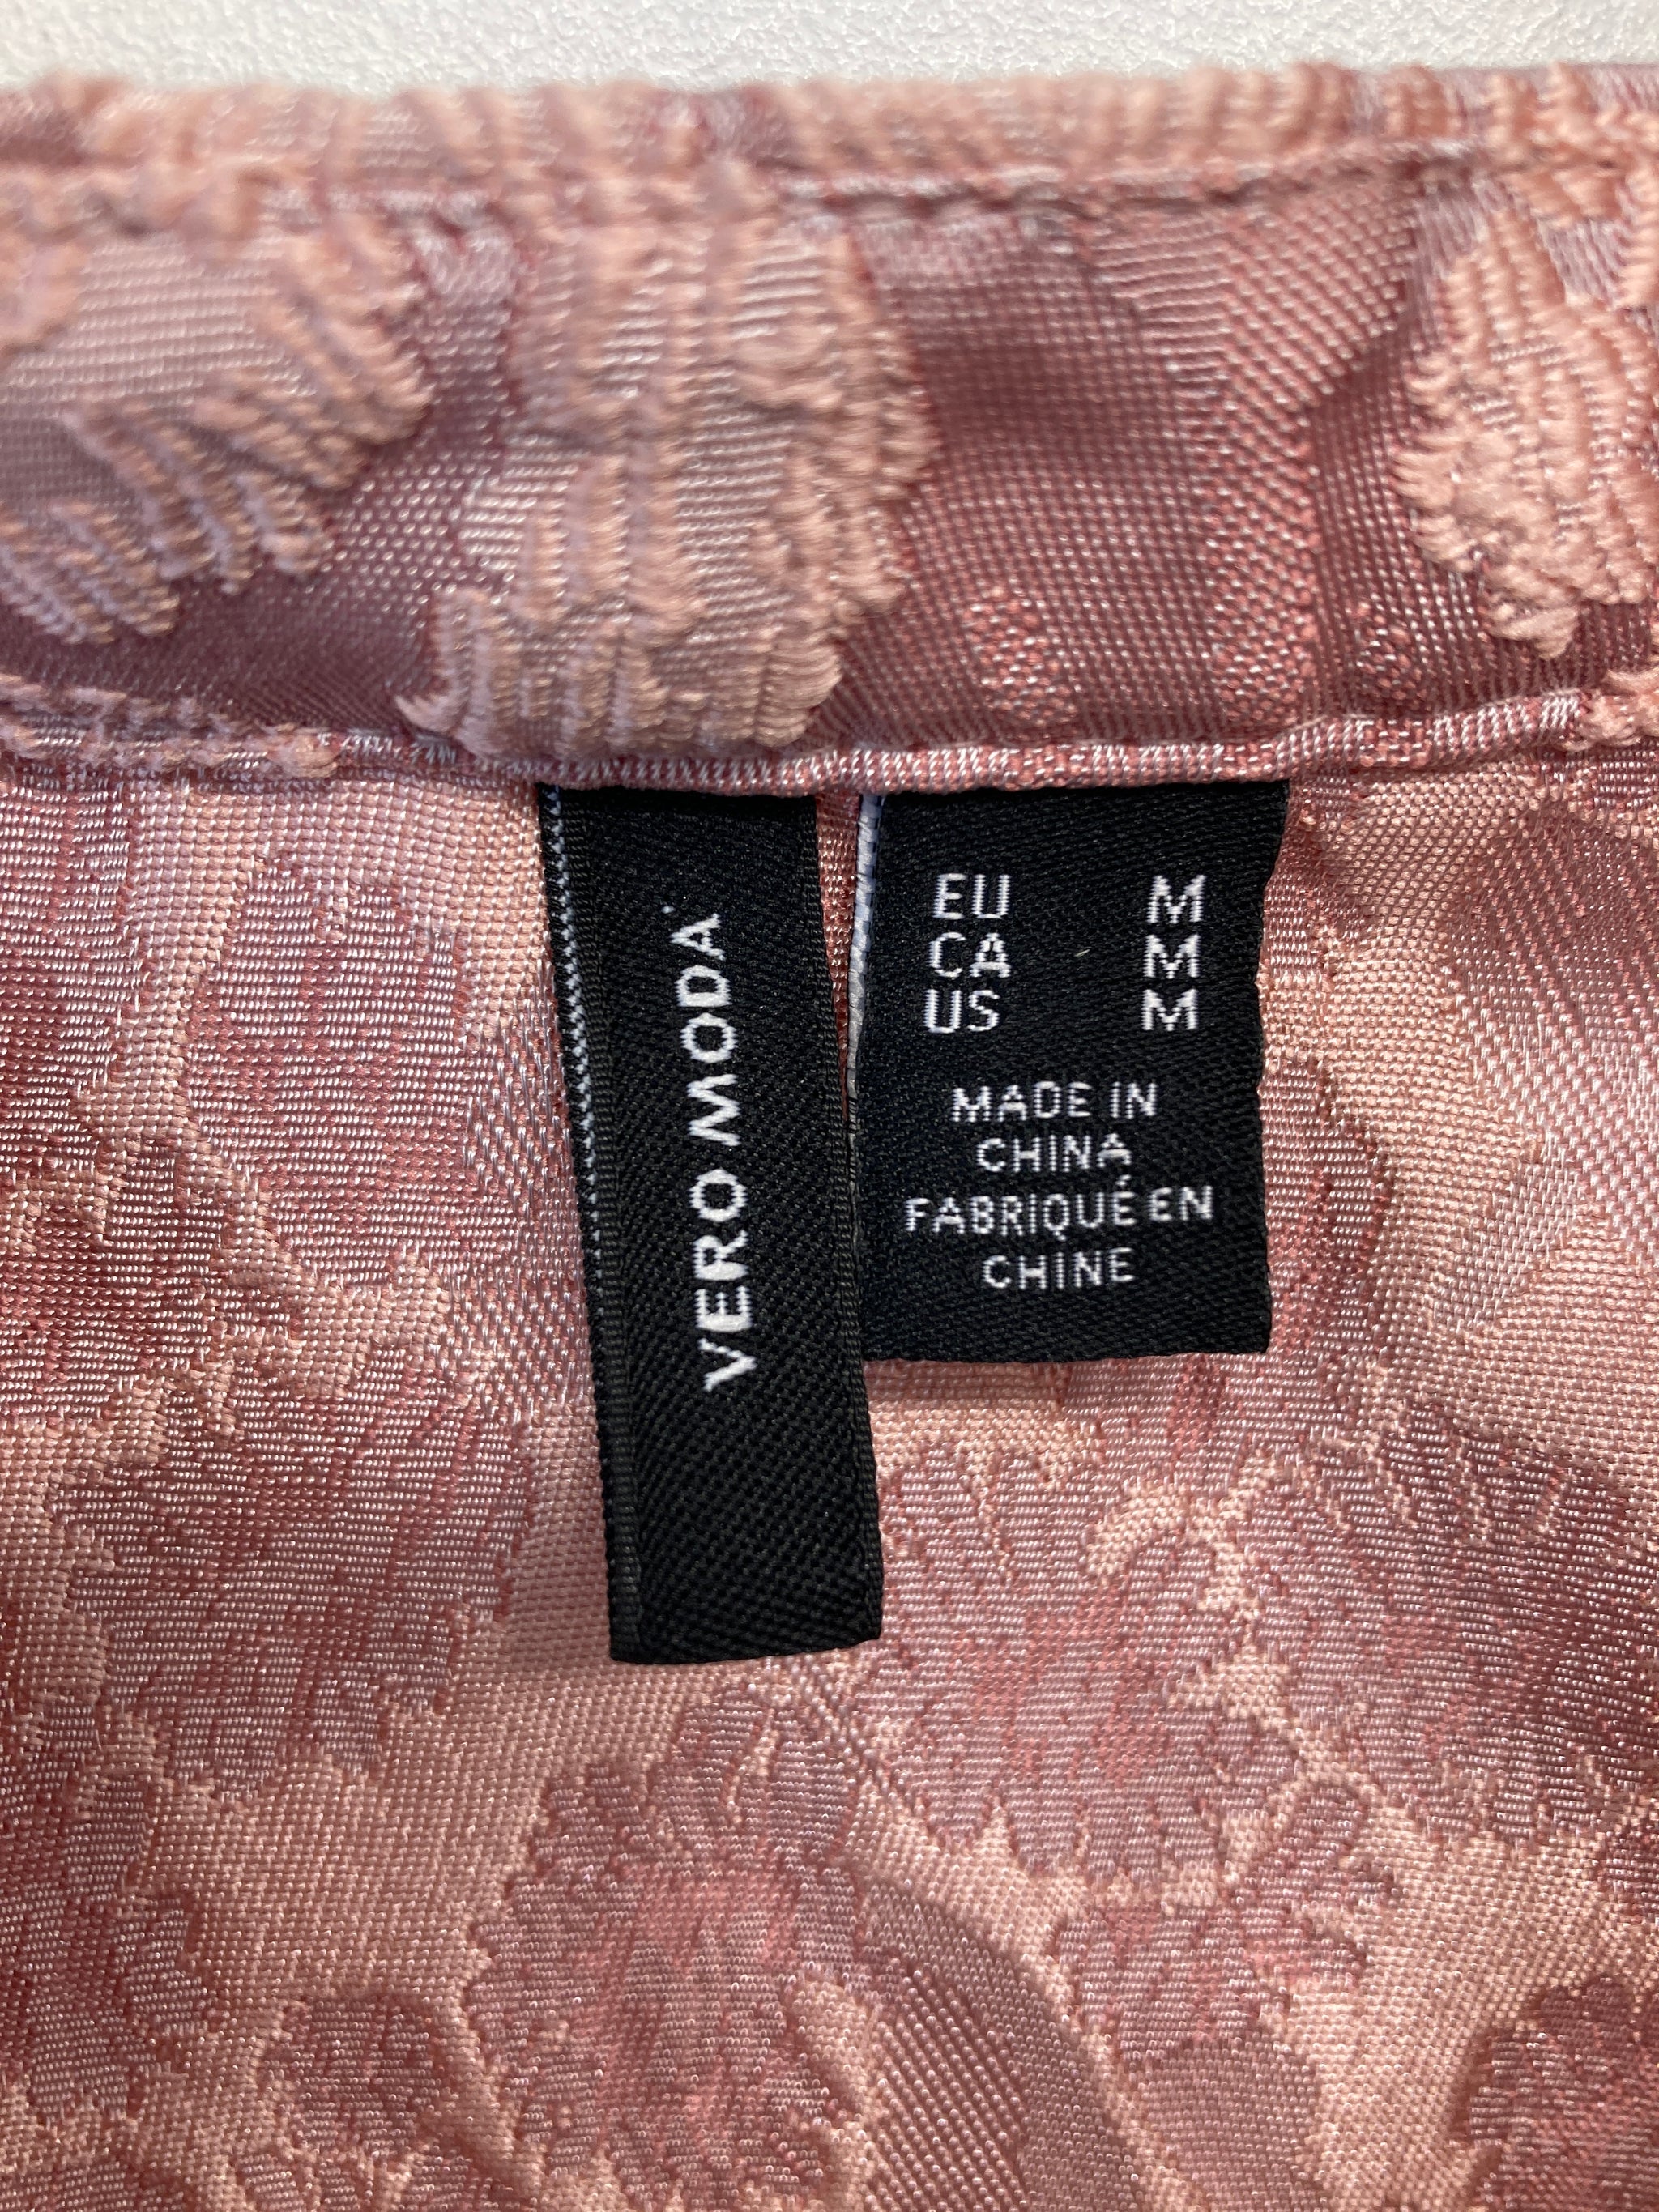 VERO MODA
EU M
CA M
US M
MADE IN
CHINA
FABRIQUÉ EN
CHINE